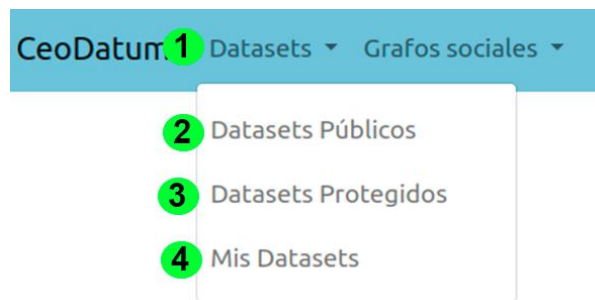 CeoDatum 1 Datasets Grafos sociales
2 Datasets Públicos
3 Datasets Protegidos
4 Mis Datasets